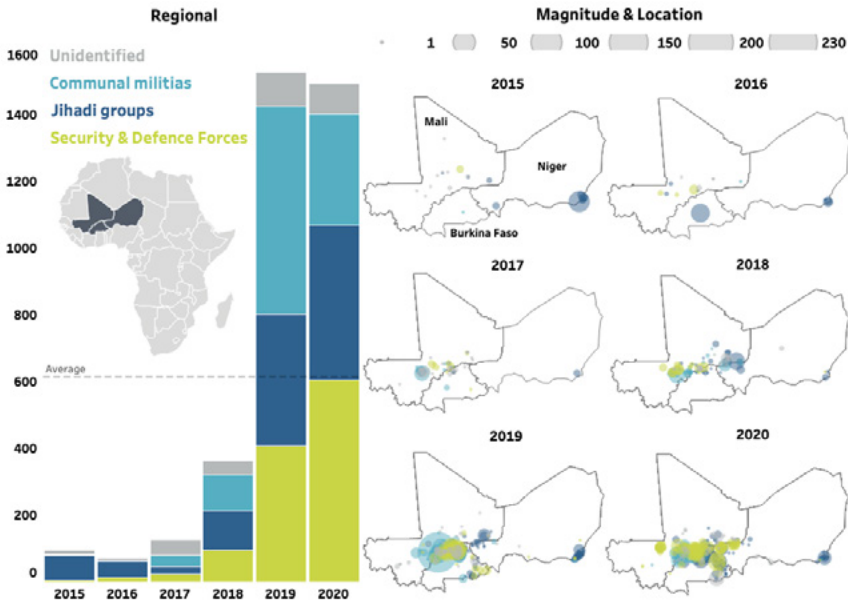 Regional
1600
Unidentified
Communal militias
1400
Jihadi groups
Security & Defence Forces
1200
1000
800
Average
600
400
200
0
2015 2016 2017 2018 2019 2020
Magnitude & Location
1 50 100 150 200 230
2015 2016
Mali
Niger
Burkina Faso
2017 2018
2019 2020